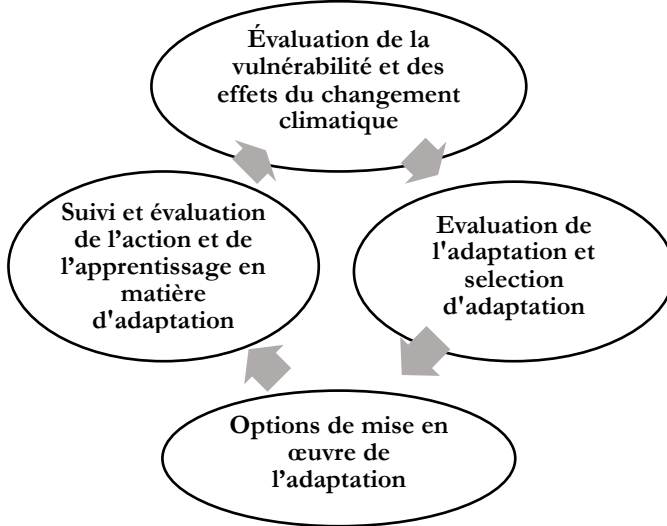 Évaluation de la
vulnérabilité et des
effets du changement
climatique
Evaluation de
l'adaptation et
selection
d'adaptation
Options de mise en
œuvre de
l’adaptation
Suivi et évaluation
de l’action et de
l’apprentissage en
matière
d'adaptation